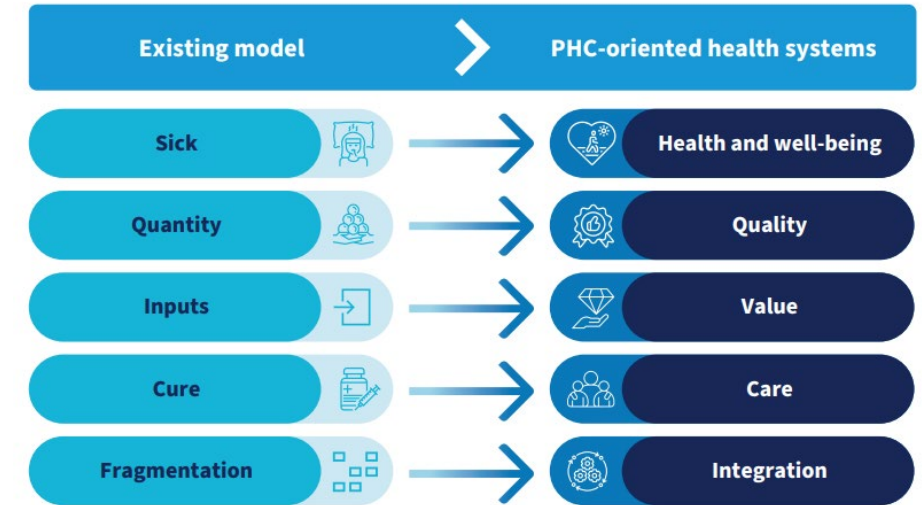 Existing model
PHC-oriented health systems
Sick
Health and well-being
Quantity
Quality
Inputs
Value
Cure
Care
Fragmentation
Integration